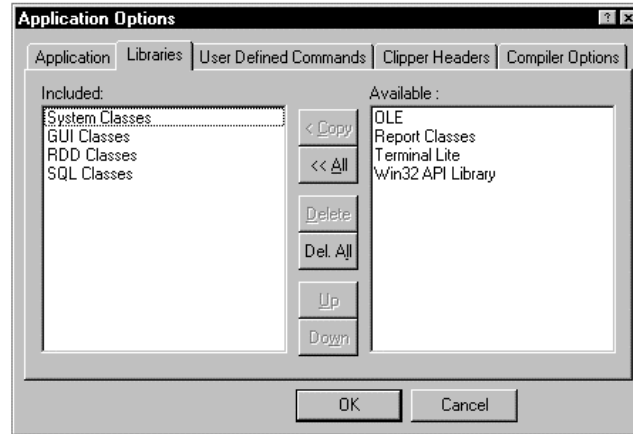 Application Options
Application Libraries User Defined Commands Clipper Headers Compiler Options
Included: Available :
System Classes < Copy OLE
GUI Classes Report Classes
RDD Classes << All Terminal Lite
SQL Classes Win32 API Library
Delete
Del. All
Up
Down
OK Cancel